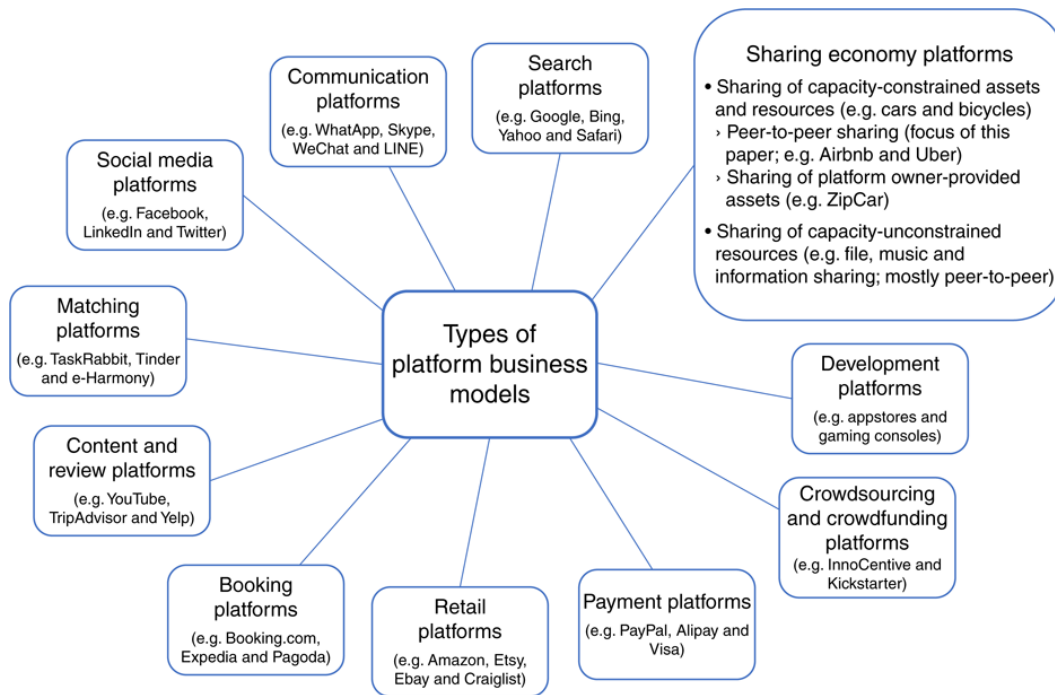 Types of
platform business
models
Search
platforms
(e.g. Google, Bing,
Yahoo and Safari)
Sharing economy platforms
• Sharing of capacity-constrained assets
and resources (e.g. cars and bicycles)
› Peer-to-peer sharing (focus of this
paper; e.g. Airbnb and Uber)
› Sharing of platform owner-provided
assets (e.g. ZipCar)
• Sharing of capacity-unconstrained
resources (e.g. file, music and
information sharing; mostly peer-to-peer)
Development
platforms
(e.g. appstores and
gaming consoles)
Crowdsourcing
and crowdfunding
platforms
(e.g. InnoCentive and
Kickstarter)
Payment platforms
(e.g. PayPal, Alipay and
Visa)
Retail
platforms
(e.g. Amazon, Etsy,
Ebay and Craiglist)
Booking
platforms
(e.g. Booking.com,
Expedia and Pagoda)
Content and
review platforms
(e.g. YouTube,
TripAdvisor and Yelp)
Matching
platforms
(e.g. TaskRabbit, Tinder
and e-Harmony)
Social media
platforms
(e.g. Facebook,
LinkedIn and Twitter)
Communication
platforms
(e.g. WhatApp, Skype,
WeChat and LINE)